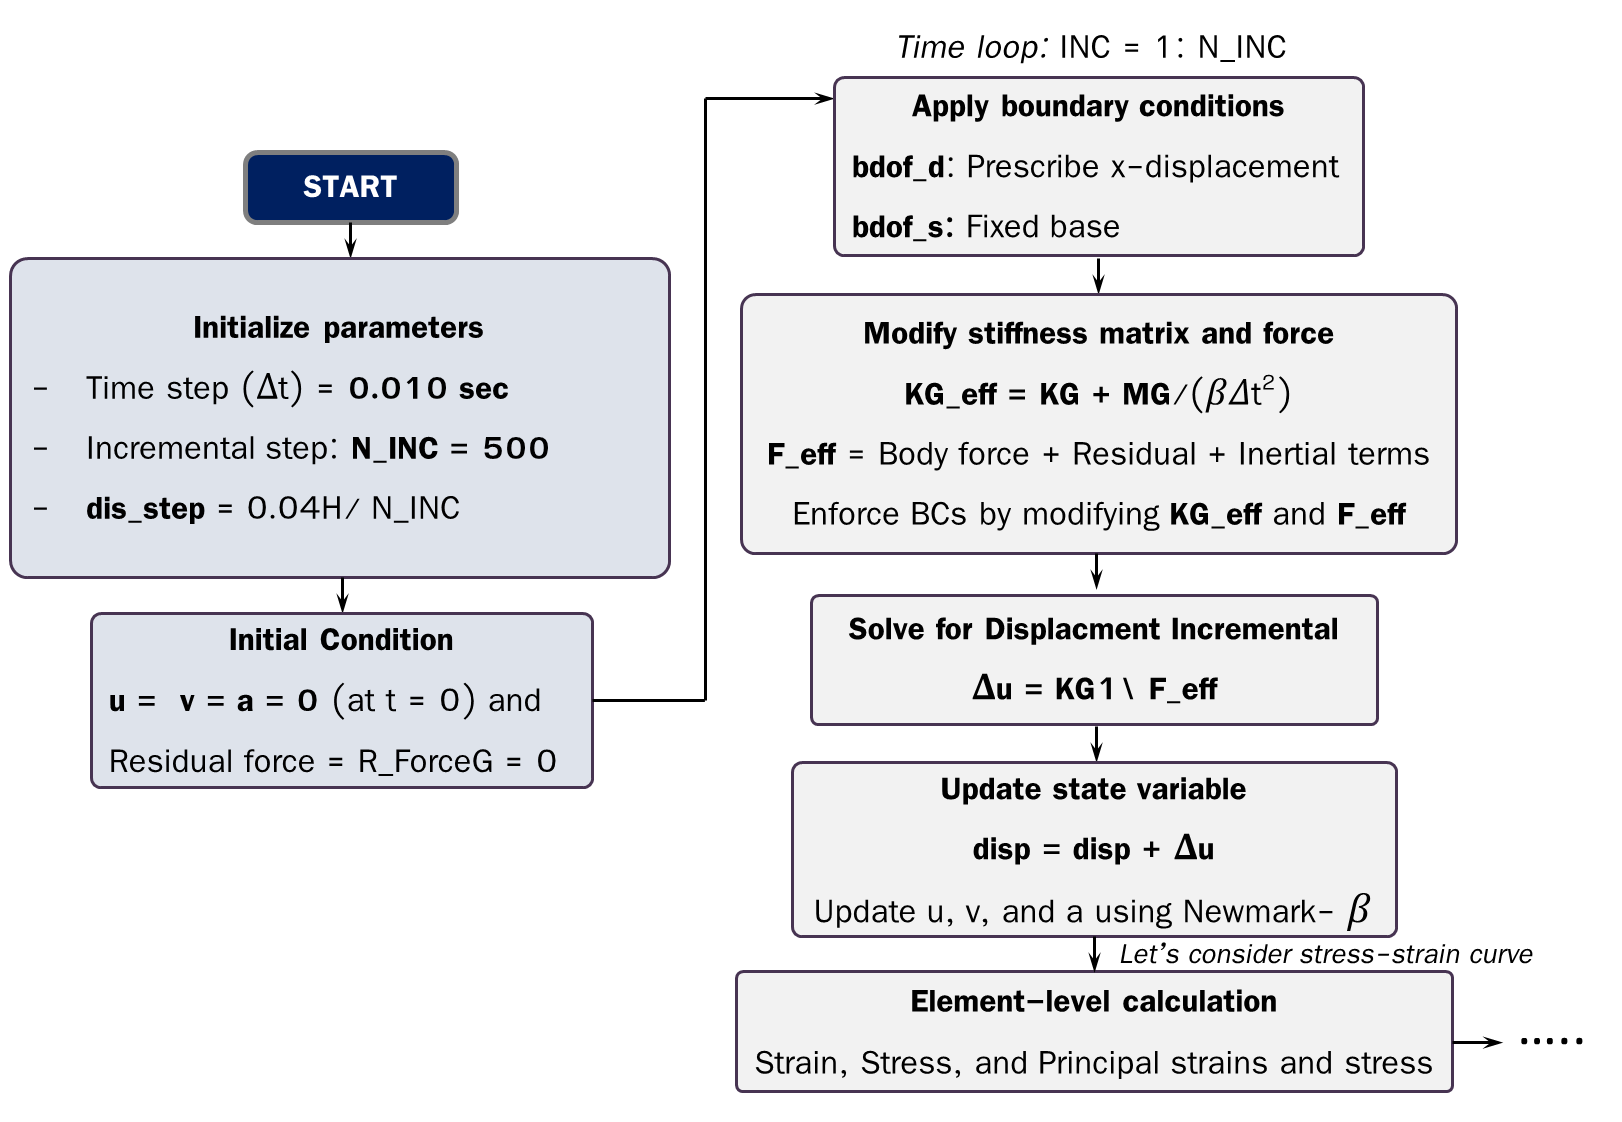 START
Initialize parameters
- Time step (Δt) = 0.010 sec
- Incremental step: N_INC = 500
- dis_step = 0.04H/ N_INC
Initial Condition
u = v = a = 0 (at t = 0) and
Residual force = R_ForceG = 0
Time loop: INC = 1: N_INC
Apply boundary conditions
bdof_d: Prescribe x-displacement
bdof_s: Fixed base
Modify stiffness matrix and force
KG_eff = KG + MG/(βΔt²)
F_eff = Body force + Residual + Inertial terms
Enforce BCs by modifying KG_eff and F_eff
Solve for Displacment Incremental
Δu = KG1 \ F_eff
Update state variable
disp = disp + Δu
Update u, v, and a using Newmark- β
Let's consider stress-strain curve
Element-level calculation
Strain, Stress, and Principal strains and stress
.....